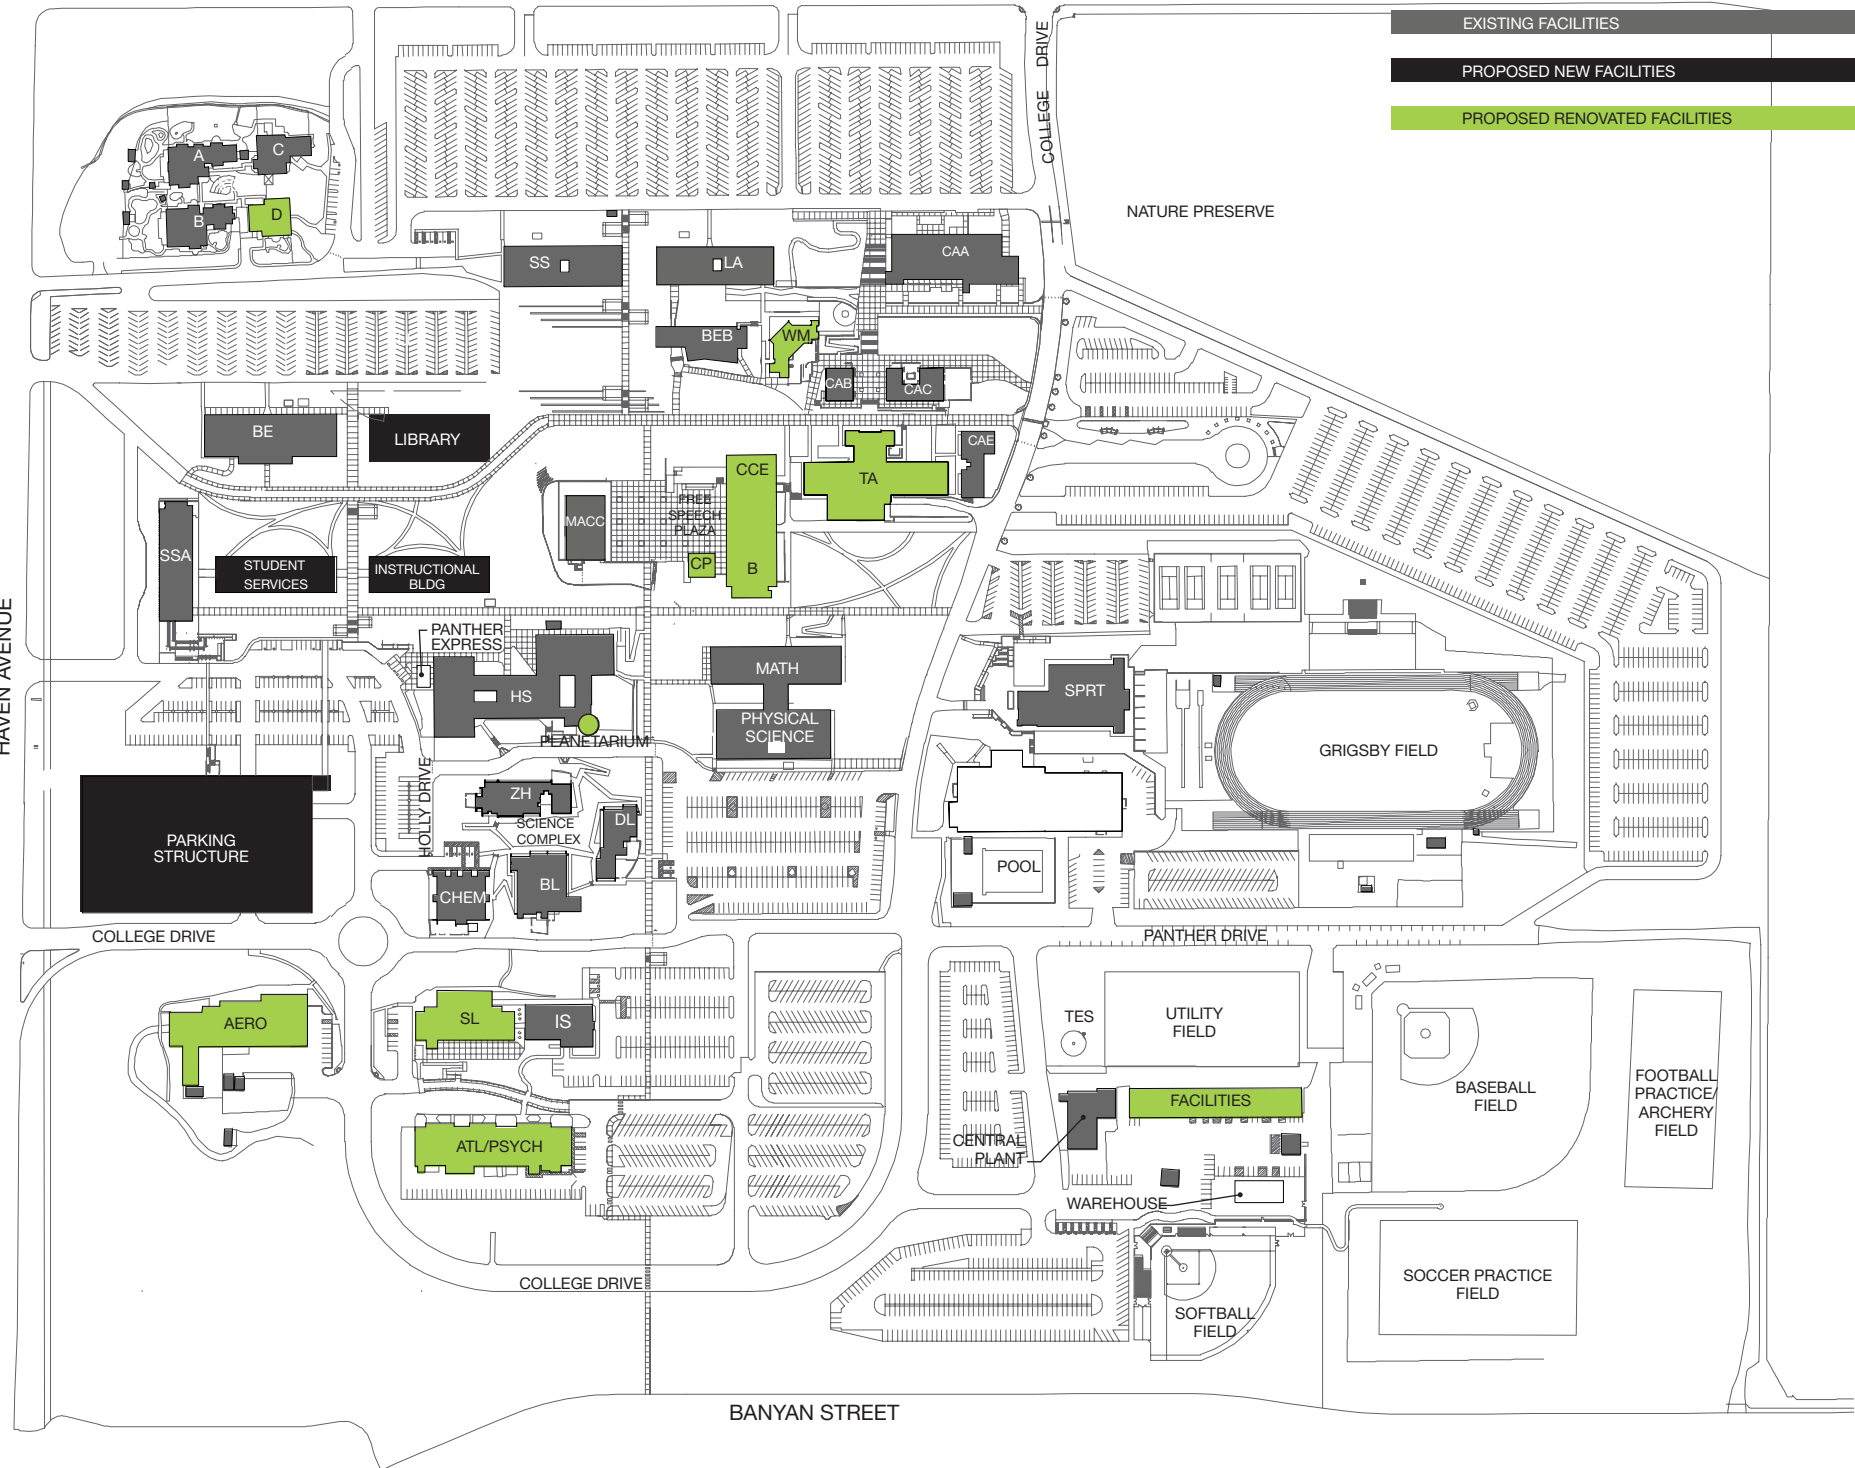 EXISTING FACILITIES
PROPOSED NEW FACILITIES
PROPOSED RENOVATED FACILITIES
COLLEGE DRIVE
A
C
B
D
NATURE PRESERVE
SS
LA
CAA
BEB
WM
CAB
CAC
BE
LIBRARY
CCE
TA
CAE
FREE
SPEECH
PLAZA
MACC
SSA
STUDENT
SERVICES
INSTRUCTIONAL
BLDG
CP
B
HAVEN AVENUE
PANTHER
EXPRESS
HS
MATH
SPRT
PHYSICAL
SCIENCE
PLANETARIUM
GRIGSBY FIELD
HOLLY DRIVE
ZH
SCIENCE
COMPLEX
DL
PARKING
STRUCTURE
CHEM
BL
POOL
COLLEGE DRIVE
PANTHER DRIVE
AERO
SL
IS
TES
UTILITY
FIELD
BASEBALL
FIELD
FOOTBALL
PRACTICE/
ARCHERY
FIELD
FACILITIES
ATL/PSYCH
CENTRAL
PLANT
WAREHOUSE
COLLEGE DRIVE
SOCCER PRACTICE
FIELD
SOFTBALL
FIELD
BANYAN STREET